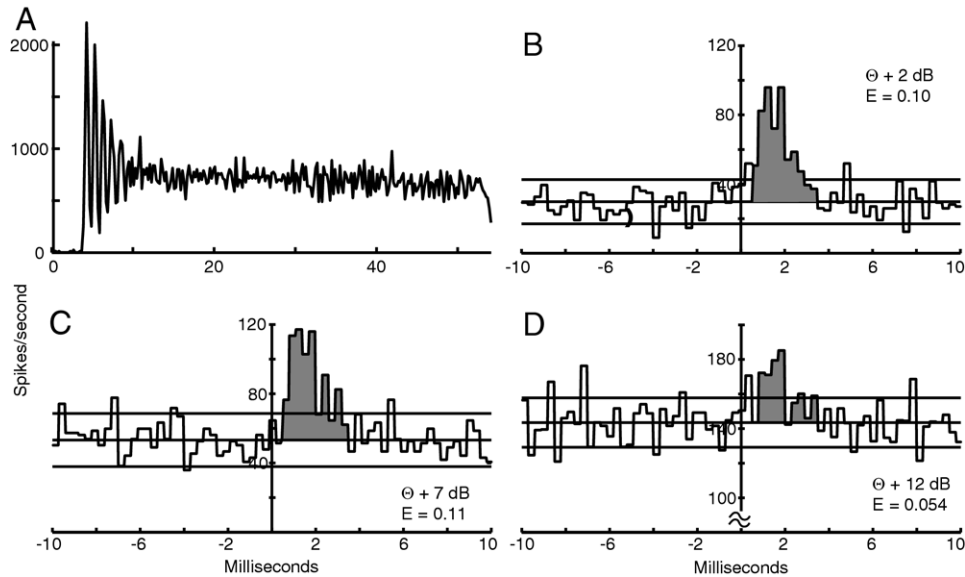 A
2000
1000
0
0
20
40
Spikes/second
B
120
80
40
Θ + 2 dB
E = 0.10
-10
-6
-2
2
6
10
C
120
80
40
Θ + 7 dB
E = 0.11
-10
-6
-2
2
6
10
Milliseconds
D
180
140
100
Θ + 12 dB
E = 0.054
-10
-6
-2
2
6
10
Milliseconds